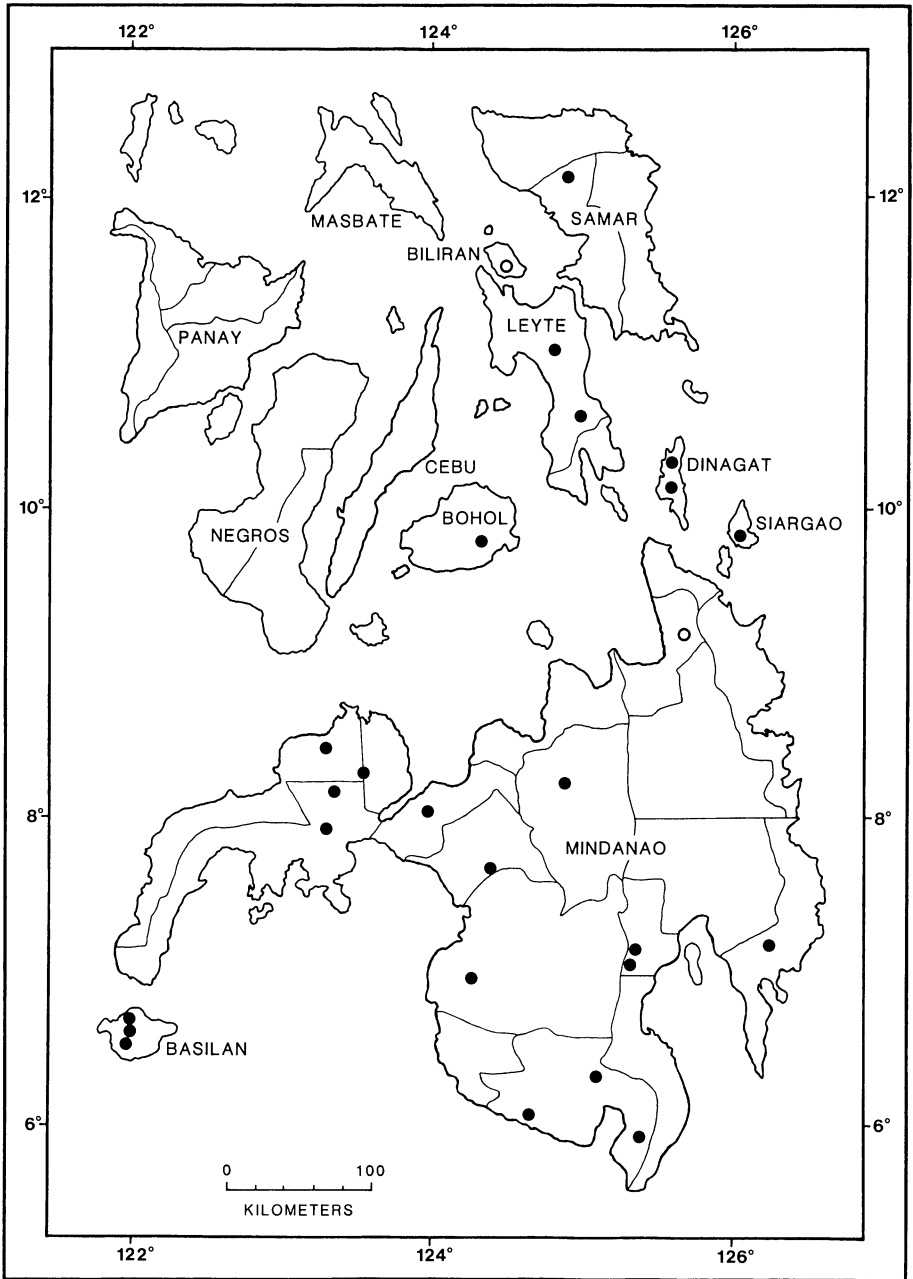 122° 124° 126°
12° 12°
MASBATE
SAMAR
BILIRAN
LEYTE
PANAY
CEBU
DINAGAT
10° 10°
BOHOL
SIARGAO
NEGROS
8° 8°
MINDANAO
BASILAN
6° 6°
0 100
KILOMETERS
122° 124° 126°